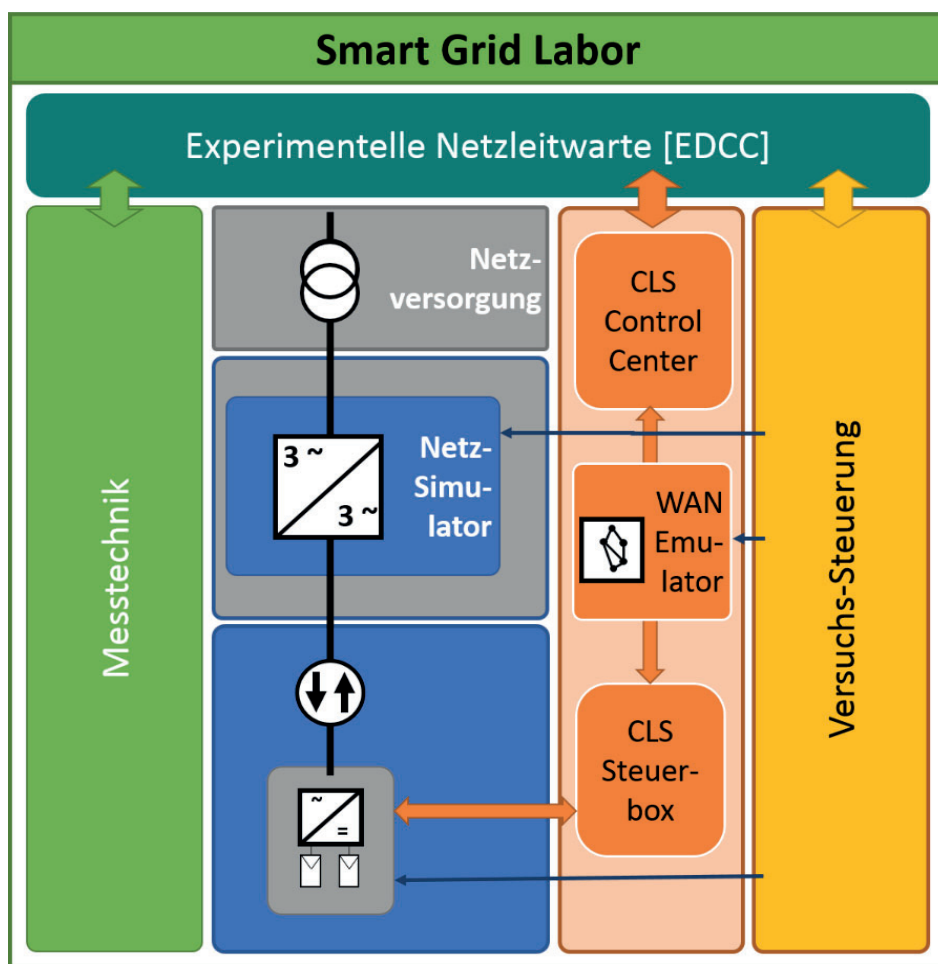 Smart Grid Labor
Experimentelle Netzleitwarte [EDCC]
Messtechnik
Netz-
versorgung
3 ~
3 ~
Netz-
Simu-
lator
~
=
CLS
Control
Center
WAN
Emu-
lator
CLS
Steuer-
box
Versuchs-Steuerung